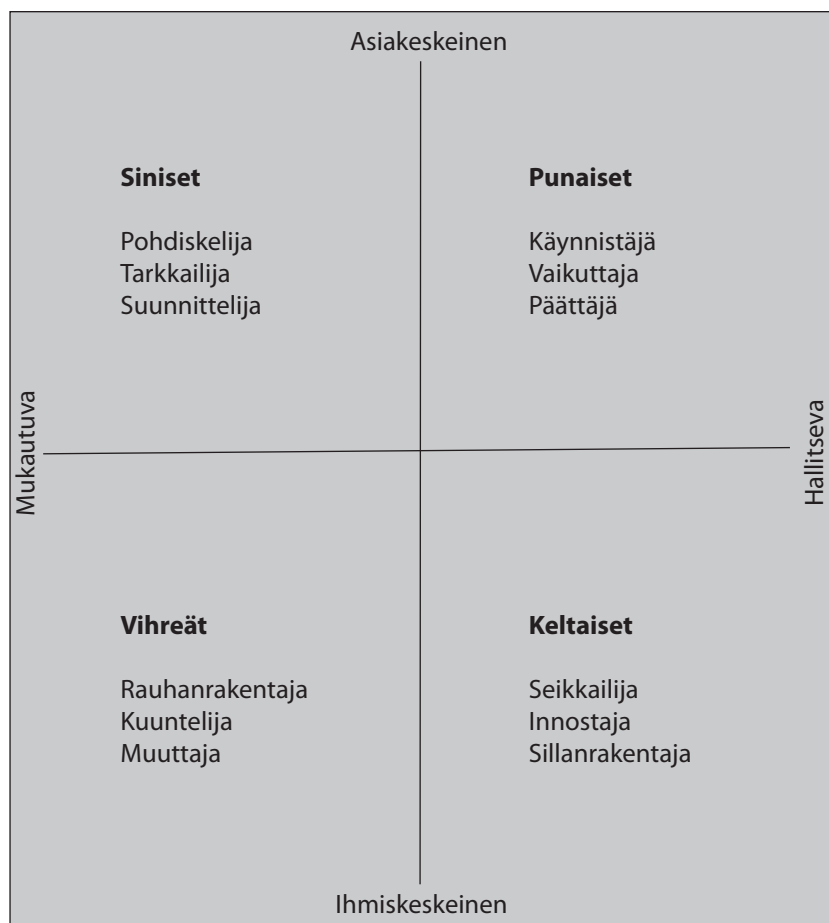 Asiakeskeinen
Siniset
Pohdiskelija
Tarkkailija
Suunnittelija
Punaiset
Käynnistäjä
Vaikuttaja
Päättäjä
Mukautuva
Hallitseva
Vihreät
Rauhanrakentaja
Kuuntelija
Muuttaja
Keltaiset
Seikkailija
Innostaja
Sillanrakentaja
Ihmiskeskeinen